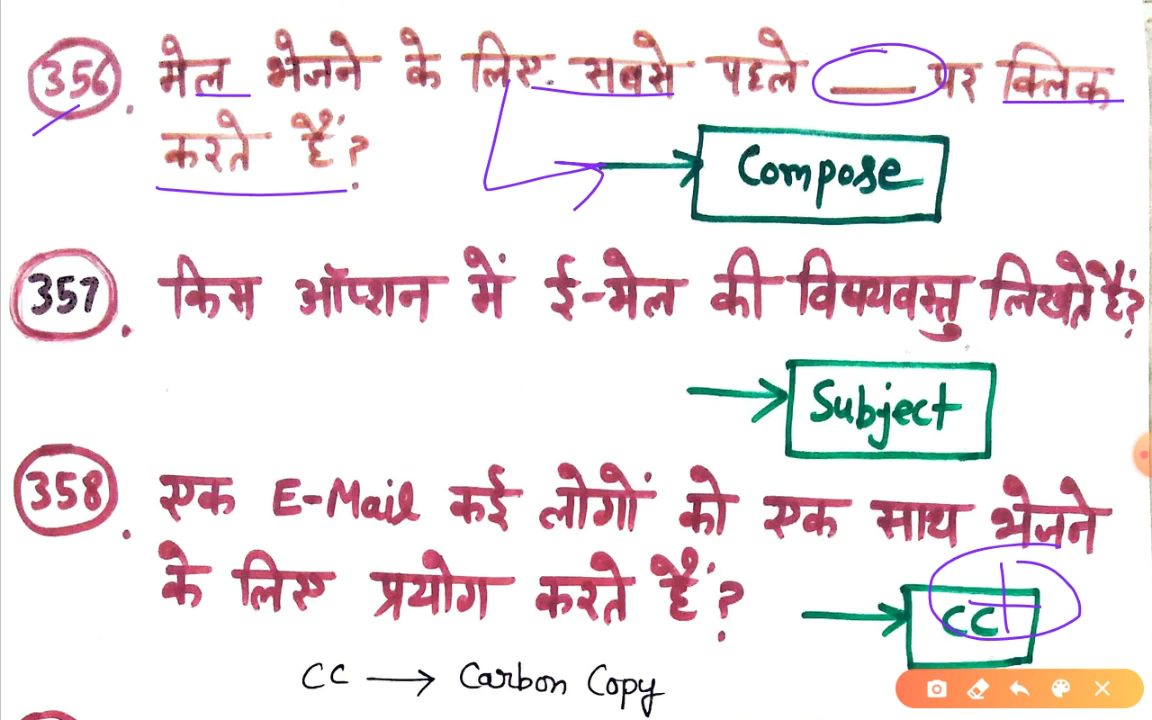 356. मेल भेजने के लिए सबसे पहले ____ पर क्लिक
करते हैं?
Compose
357. किस ऑप्शन में ई-मेल की विषयवस्तु लिखते हैं?
Subject
358. एक E-Mail कई लोगों को एक साथ भेजने
के लिए प्रयोग करते हैं?
CC
CC → Carbon Copy